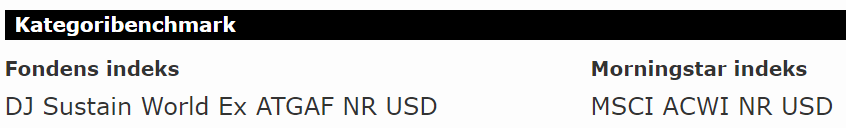 Kategoribenchmark
Fondens indeks Morningstar indeks
DJ Sustain World Ex ATGAF NR USD MSCI ACWI NR USD